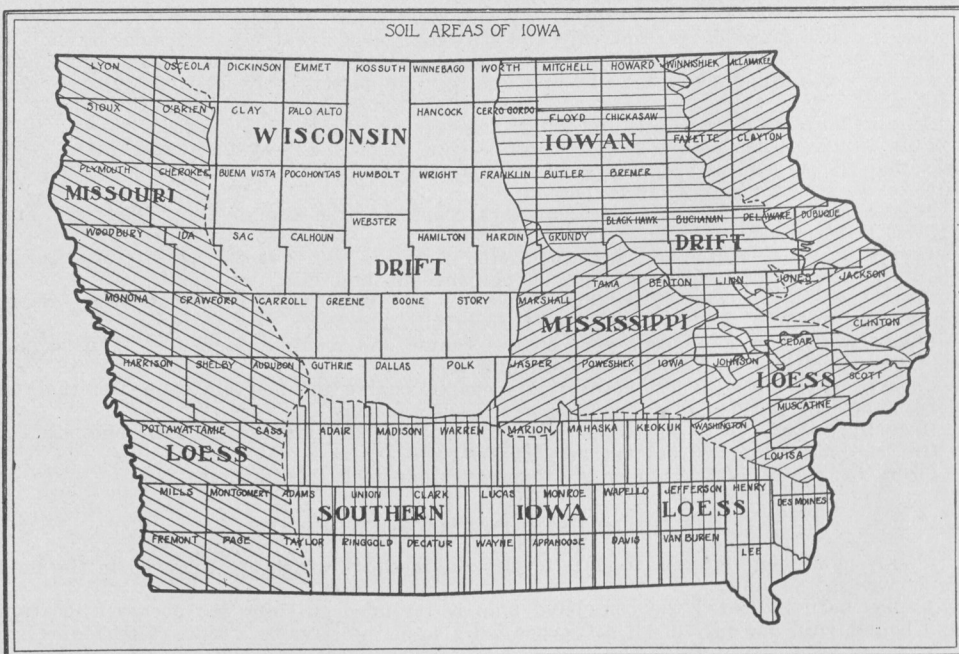 SOIL AREAS OF IOWA
LYON OSCEOLA DICKINSON EMMET KOSSUTH WINNEBAGO WORTH MITCHELL HOWARD WINNISHIEK ALLAMAKEE
SIOUX O'BRIEN CLAY PALO ALTO HANCOCK CERRO GORDO FLOYD CHICKASAW
WISCONSIN IOWAN FAYETTE CLAYTON
PLYMOUTH CHEROKEE BUENA VISTA POCOHONTAS HUMBOLT WRIGHT FRANKLIN BUTLER BREMER
MISSOURI
WEBSTER BLACK HAWK BUCHANAN DELAWARE DUBUQUE
WOODBURY IDA SAC CALHOUN HAMILTON HARDIN GRUNDY
DRIFT DRIFT
TAMA BENTON LINN JONES JACKSON
MONONA CRAWFORD CARROLL GREENE BOONE STORY MARSHALL
MISSISSIPPI CLINTON
CEDAR
HARRISON SHELBY AUDUBON GUTHRIE DALLAS POLK JASPER POWESHIEK IOWA JOHNSON
LOESS SCOTT
MUSCATINE
POTTAWATTAMIE CASS ADAIR MADISON WARREN MARION MAHASKA KEOKUK WASHINGTON
LOESS LOUISA
MILLS MONTGOMERY ADAMS UNION CLARK LUCAS MONROE WAPELLO JEFFERSON HENRY DES MOINES
SOUTHERN IOWA LOESS
FREMONT PAGE TAYLOR RINGGOLD DECATUR WAYNE APPANOOSE DAVIS VAN BUREN
LEE